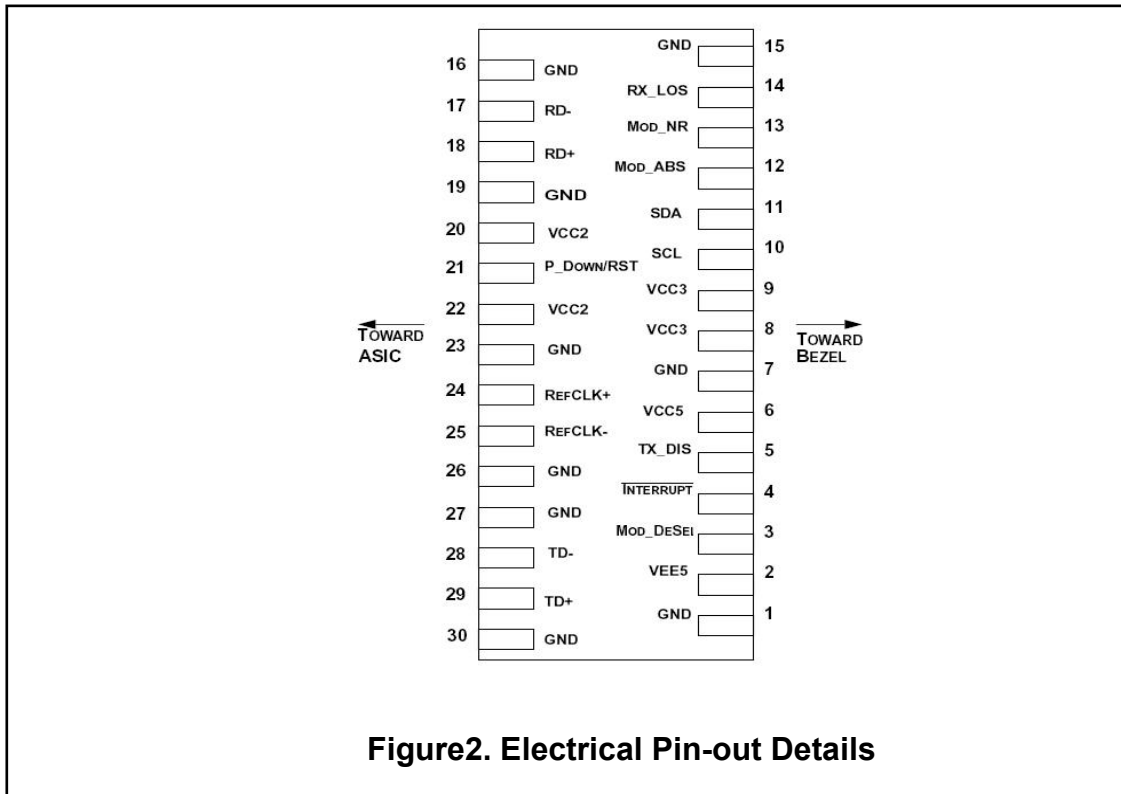 GND 15
16 GND
RX_LOS 14
17 RD-
MOD_NR 13
18 RD+
MOD_ABS 12
19 GND
SDA 11
20 VCC2
SCL 10
21 P_DOWN/RST
VCC3 9
22 VCC2
TOWARD ASIC
VCC3 8
TOWARD BEZEL
23 GND
GND 7
24 REFCLK+
VCC5 6
25 REFCLK-
TX_DIS 5
26 GND
INTERRUPT 4
27 GND
MOD_DESEL 3
28 TD-
VEE5 2
29 TD+
GND 1
30 GND
Figure2. Electrical Pin-out Details